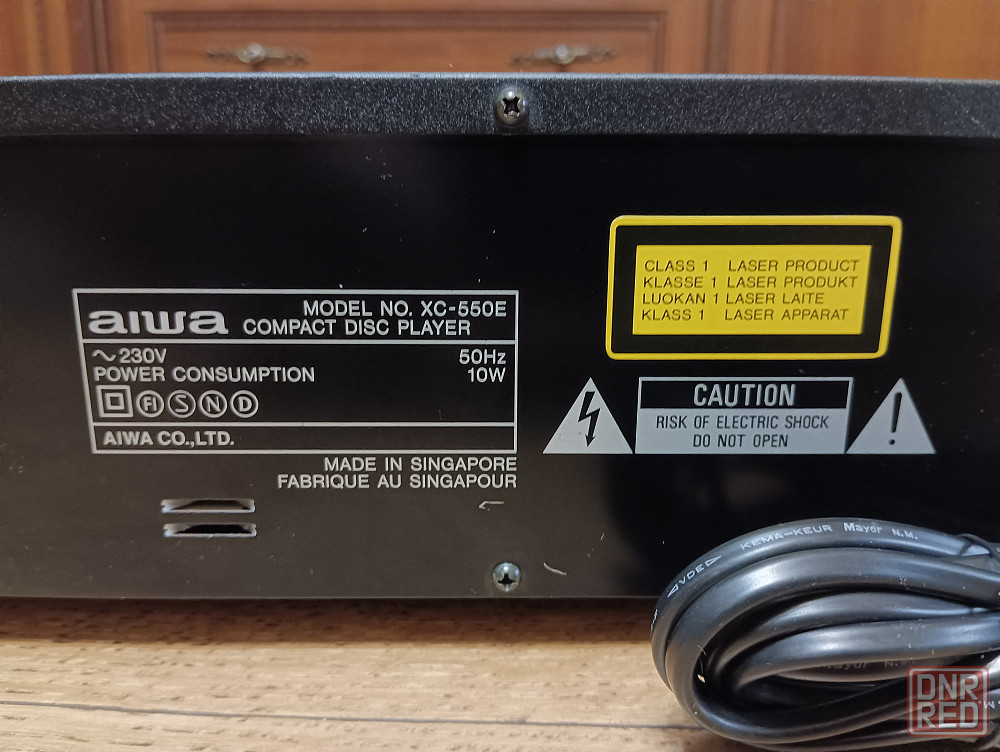 aiwa
MODEL NO. XC-550E
COMPACT DISC PLAYER
~230V 50Hz
POWER CONSUMPTION 10W
FI S N D
AIWA CO.,LTD.
MADE IN SINGAPORE
FABRIQUE AU SINGAPOUR
CLASS 1 LASER PRODUCT
KLASSE 1 LASER PRODUKT
LUOKAN 1 LASER LAITE
KLASS 1 LASER APPARAT
CAUTION
RISK OF ELECTRIC SHOCK
DO NOT OPEN
VDE KEMA-KEUR Mayor N.M.
Mayor
DNR
RED